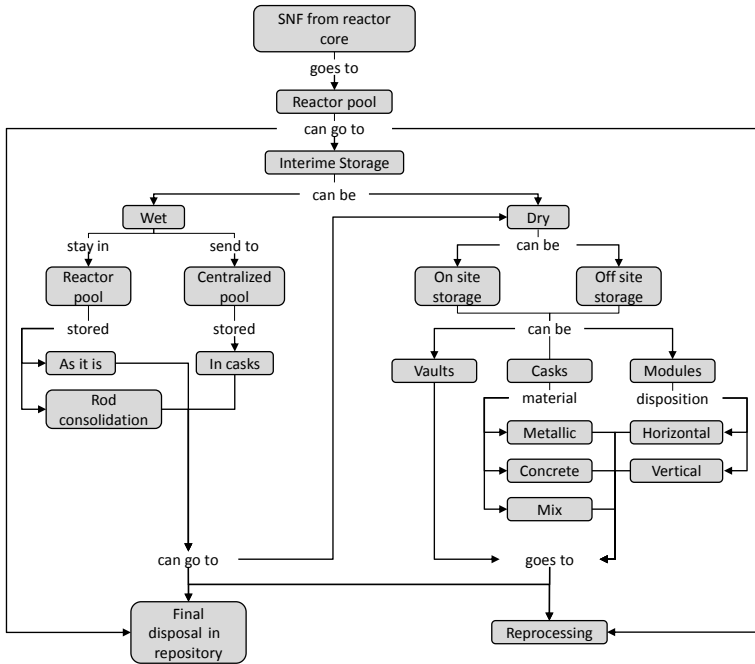 SNF from reactor
core
goes to
Reactor pool
can go to
Interime Storage
can be
Wet
Dry
stay in
send to
can be
Reactor
pool
Centralized
pool
On site
storage
Off site
storage
stored
stored
can be
As it is
In casks
Vaults
Casks
Modules
material
disposition
Rod
consolidation
Metallic
Horizontal
Concrete
Vertical
Mix
can go to
goes to
Final
disposal in
repository
Reprocessing